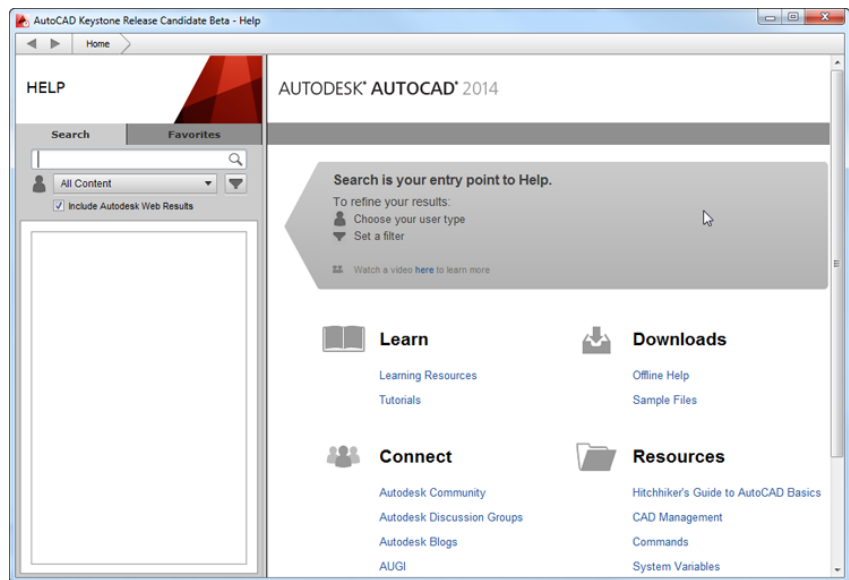 AutoCAD Keystone Release Candidate Beta - Help
Home
HELP
Search
Favorites
All Content
Include Autodesk Web Results
AUTODESK® AUTOCAD® 2014
Search is your entry point to Help.
To refine your results:
Choose your user type
Set a filter
Watch a video here to learn more
Learn
Learning Resources
Tutorials
Downloads
Offline Help
Sample Files
Connect
Autodesk Community
Autodesk Discussion Groups
Autodesk Blogs
AUGI
Resources
Hitchhiker's Guide to AutoCAD Basics
CAD Management
Commands
System Variables